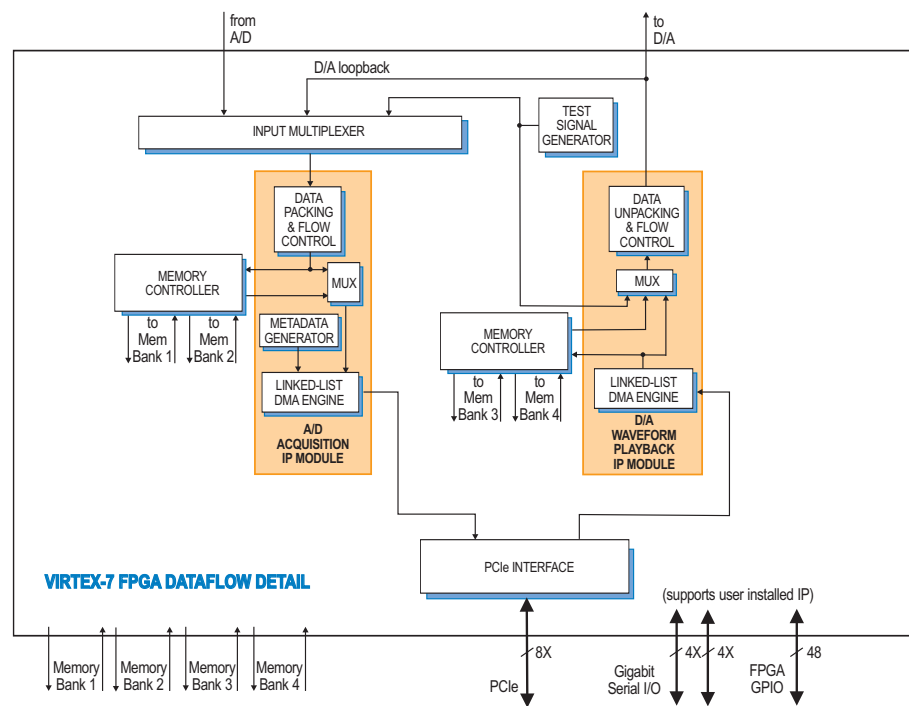 from
A/D
to
D/A
D/A loopback
INPUT MULTIPLEXER
TEST
SIGNAL
GENERATOR
DATA
PACKING
& FLOW
CONTROL
DATA
UNPACKING
& FLOW
CONTROL
MEMORY
CONTROLLER
MUX
MUX
to
Mem
Bank 1
to
Mem
Bank 2
METADATA
GENERATOR
MEMORY
CONTROLLER
LINKED-LIST
DMA ENGINE
LINKED-LIST
DMA ENGINE
to
Mem
Bank 3
to
Mem
Bank 4
A/D
ACQUISITION
IP MODULE
D/A
WAVEFORM
PLAYBACK
IP MODULE
PCIe INTERFACE
VIRTEX-7 FPGA DATAFLOW DETAIL
(supports user installed IP)
Memory
Bank 1
Memory
Bank 2
Memory
Bank 3
Memory
Bank 4
8X
PCIe
Gigabit
Serial I/O
4X
4X
FPGA
GPIO
48